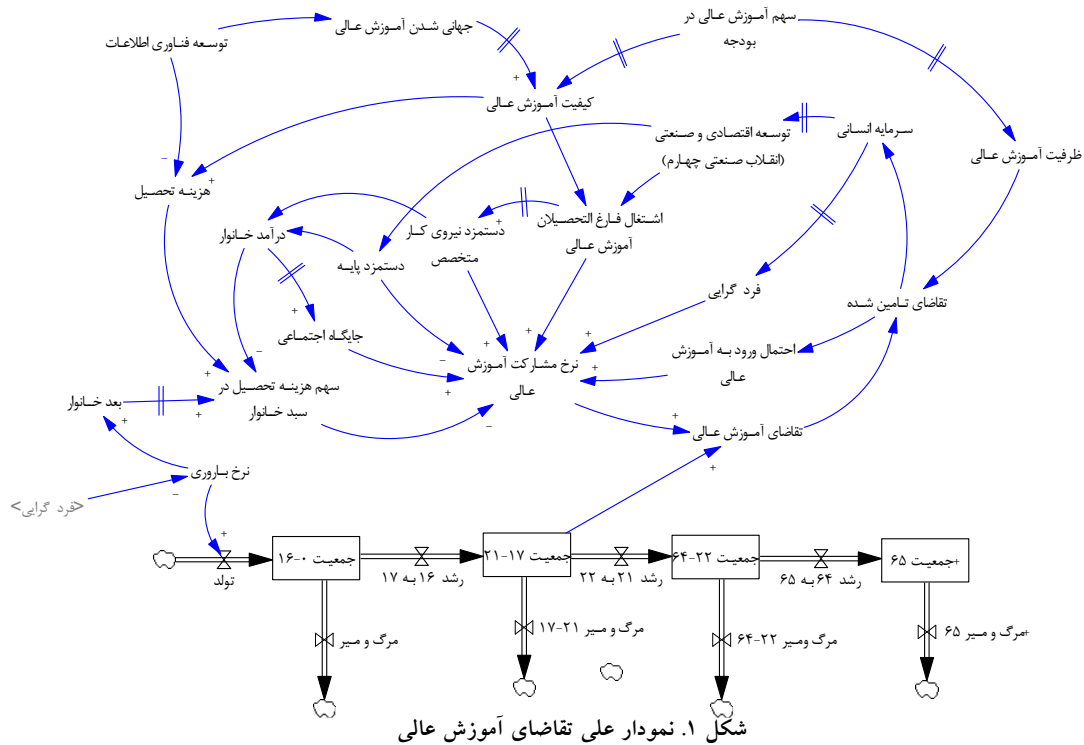 سهم آموزش عالی در
بودجه
جهانی شدن آموزش عالی
توسعه فناوری اطلاعات
+
کیفیت آموزش عالی
سرمایه انسانی
توسعه اقتصادی و صنعتی
(انقلاب صنعتی چهارم)
ظرفیت آموزش عالی
–
+
هزینه تحصیل
اشتغال فارغ التحصیلان
آموزش عالی
+
دستمزد نیروی کار
متخصص
درآمد خانوار
دستمزد پایه
فرد گرایی
تقاضای تامین شده
+
جایگاه اجتماعی
+
+
+
+
–
+
+
–
–
نرخ مشارکت آموزش
عالی
احتمال ورود به آموزش
عالی
+
سهم هزینه تحصیل در
سبد خانوار
+
بعد خانوار
+
+
تقاضای آموزش عالی
+
نرخ باروری
–
<فرد گرایی>
+
تولد
جمعیت ۰-۱۶
رشد ۱۶ به ۱۷
جمعیت ۱۷-۲۱
رشد ۲۱ به ۲۲
جمعیت ۲۲-۶۴
رشد ۶۴ به ۶۵
جمعیت ۶۵+
مرگ و میر
مرگ و میر ۲۱-۱۷
مرگ ومیر ۲۲-۶۴
مرگ و میر ۶۵+
شکل ۱. نمودار علی تقاضای آموزش عالی